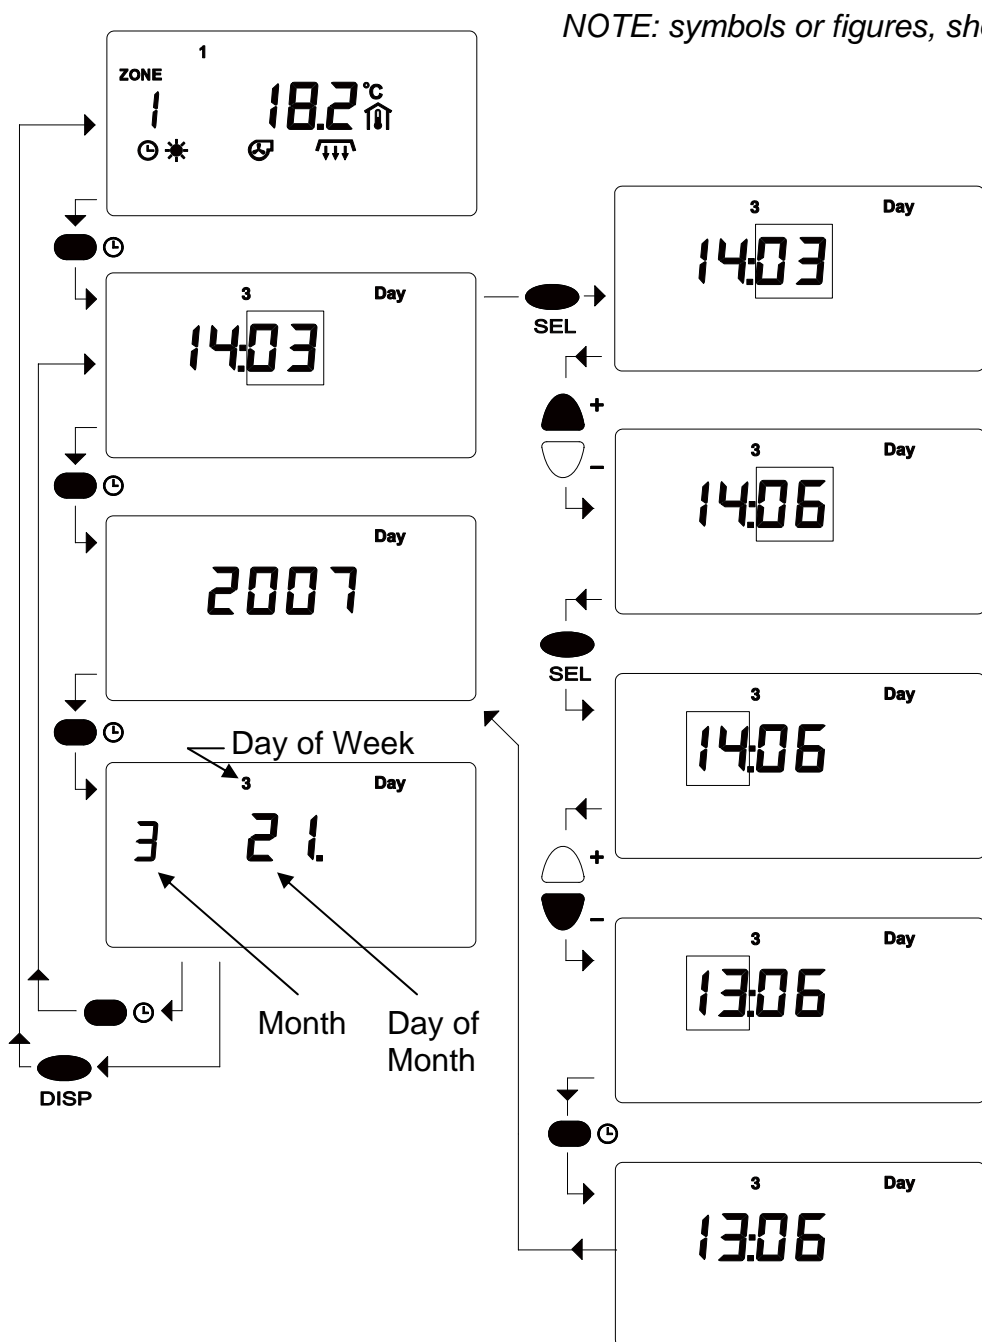 NOTE: symbols or figures, sh
1
ZONE
1 18.2 °C
3 Day
14:03
SEL
3 Day
14:03
+
-
3 Day
14:06
Day
2007
SEL
3 Day
14:06
Day of Week
3 Day
3 21.
+
-
3 Day
13:06
Month
Day of
Month
DISP
3 Day
13:06